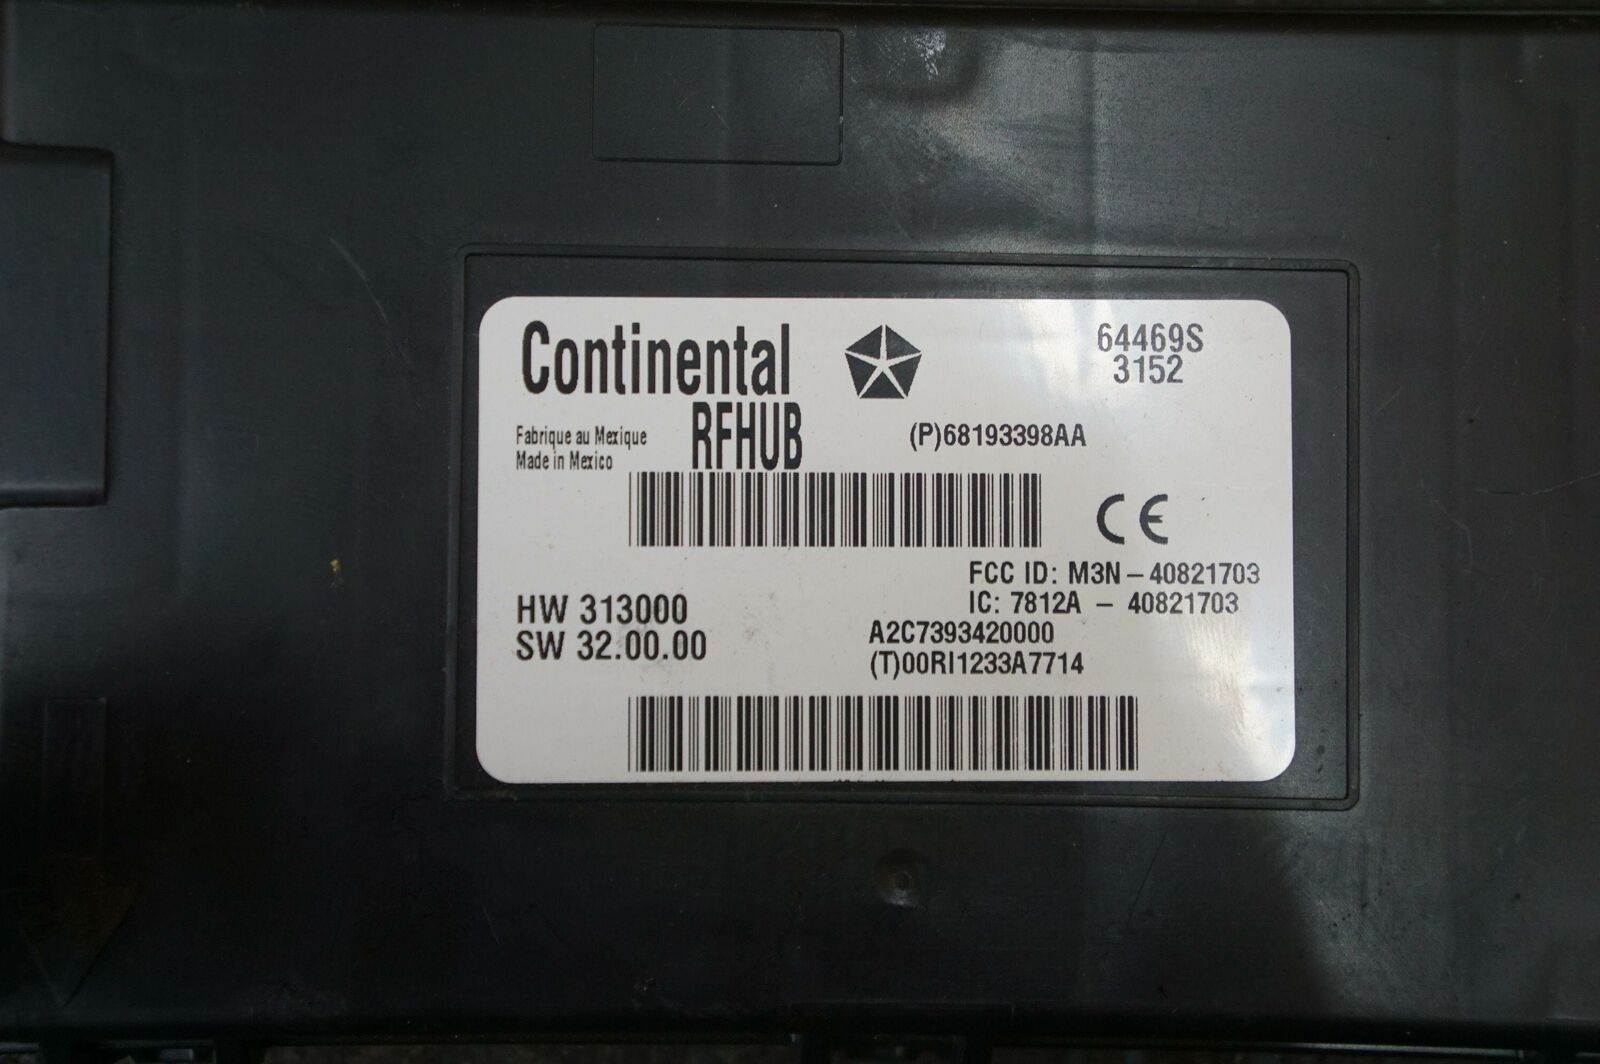 Continental
64469S
3152
RFHUB
Fabrique au Mexique
Made in Mexico
(P)68193398AA
CE
FCC ID: M3N – 40821703
IC: 7812A – 40821703
HW 313000
SW 32.00.00
A2C7393420000
(T)00RI1233A7714